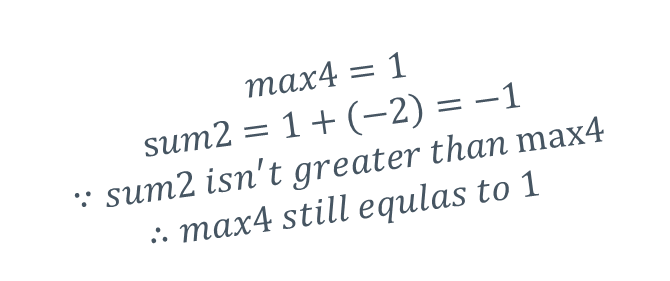 max4 = 1
sum2 = 1 + (−2) = −1
∵ sum2 isn't greater than max4
∴ max4 still equlas to 1